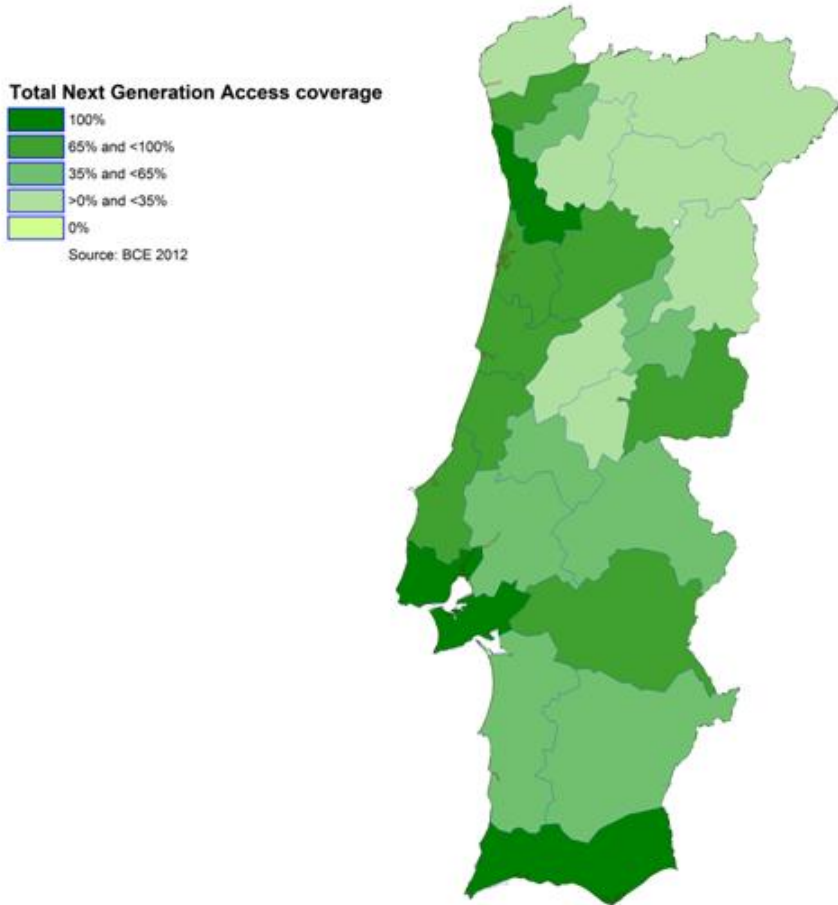 Total Next Generation Access coverage
100%
65% and <100%
35% and <65%
>0% and <35%
0%
Source: BCE 2012